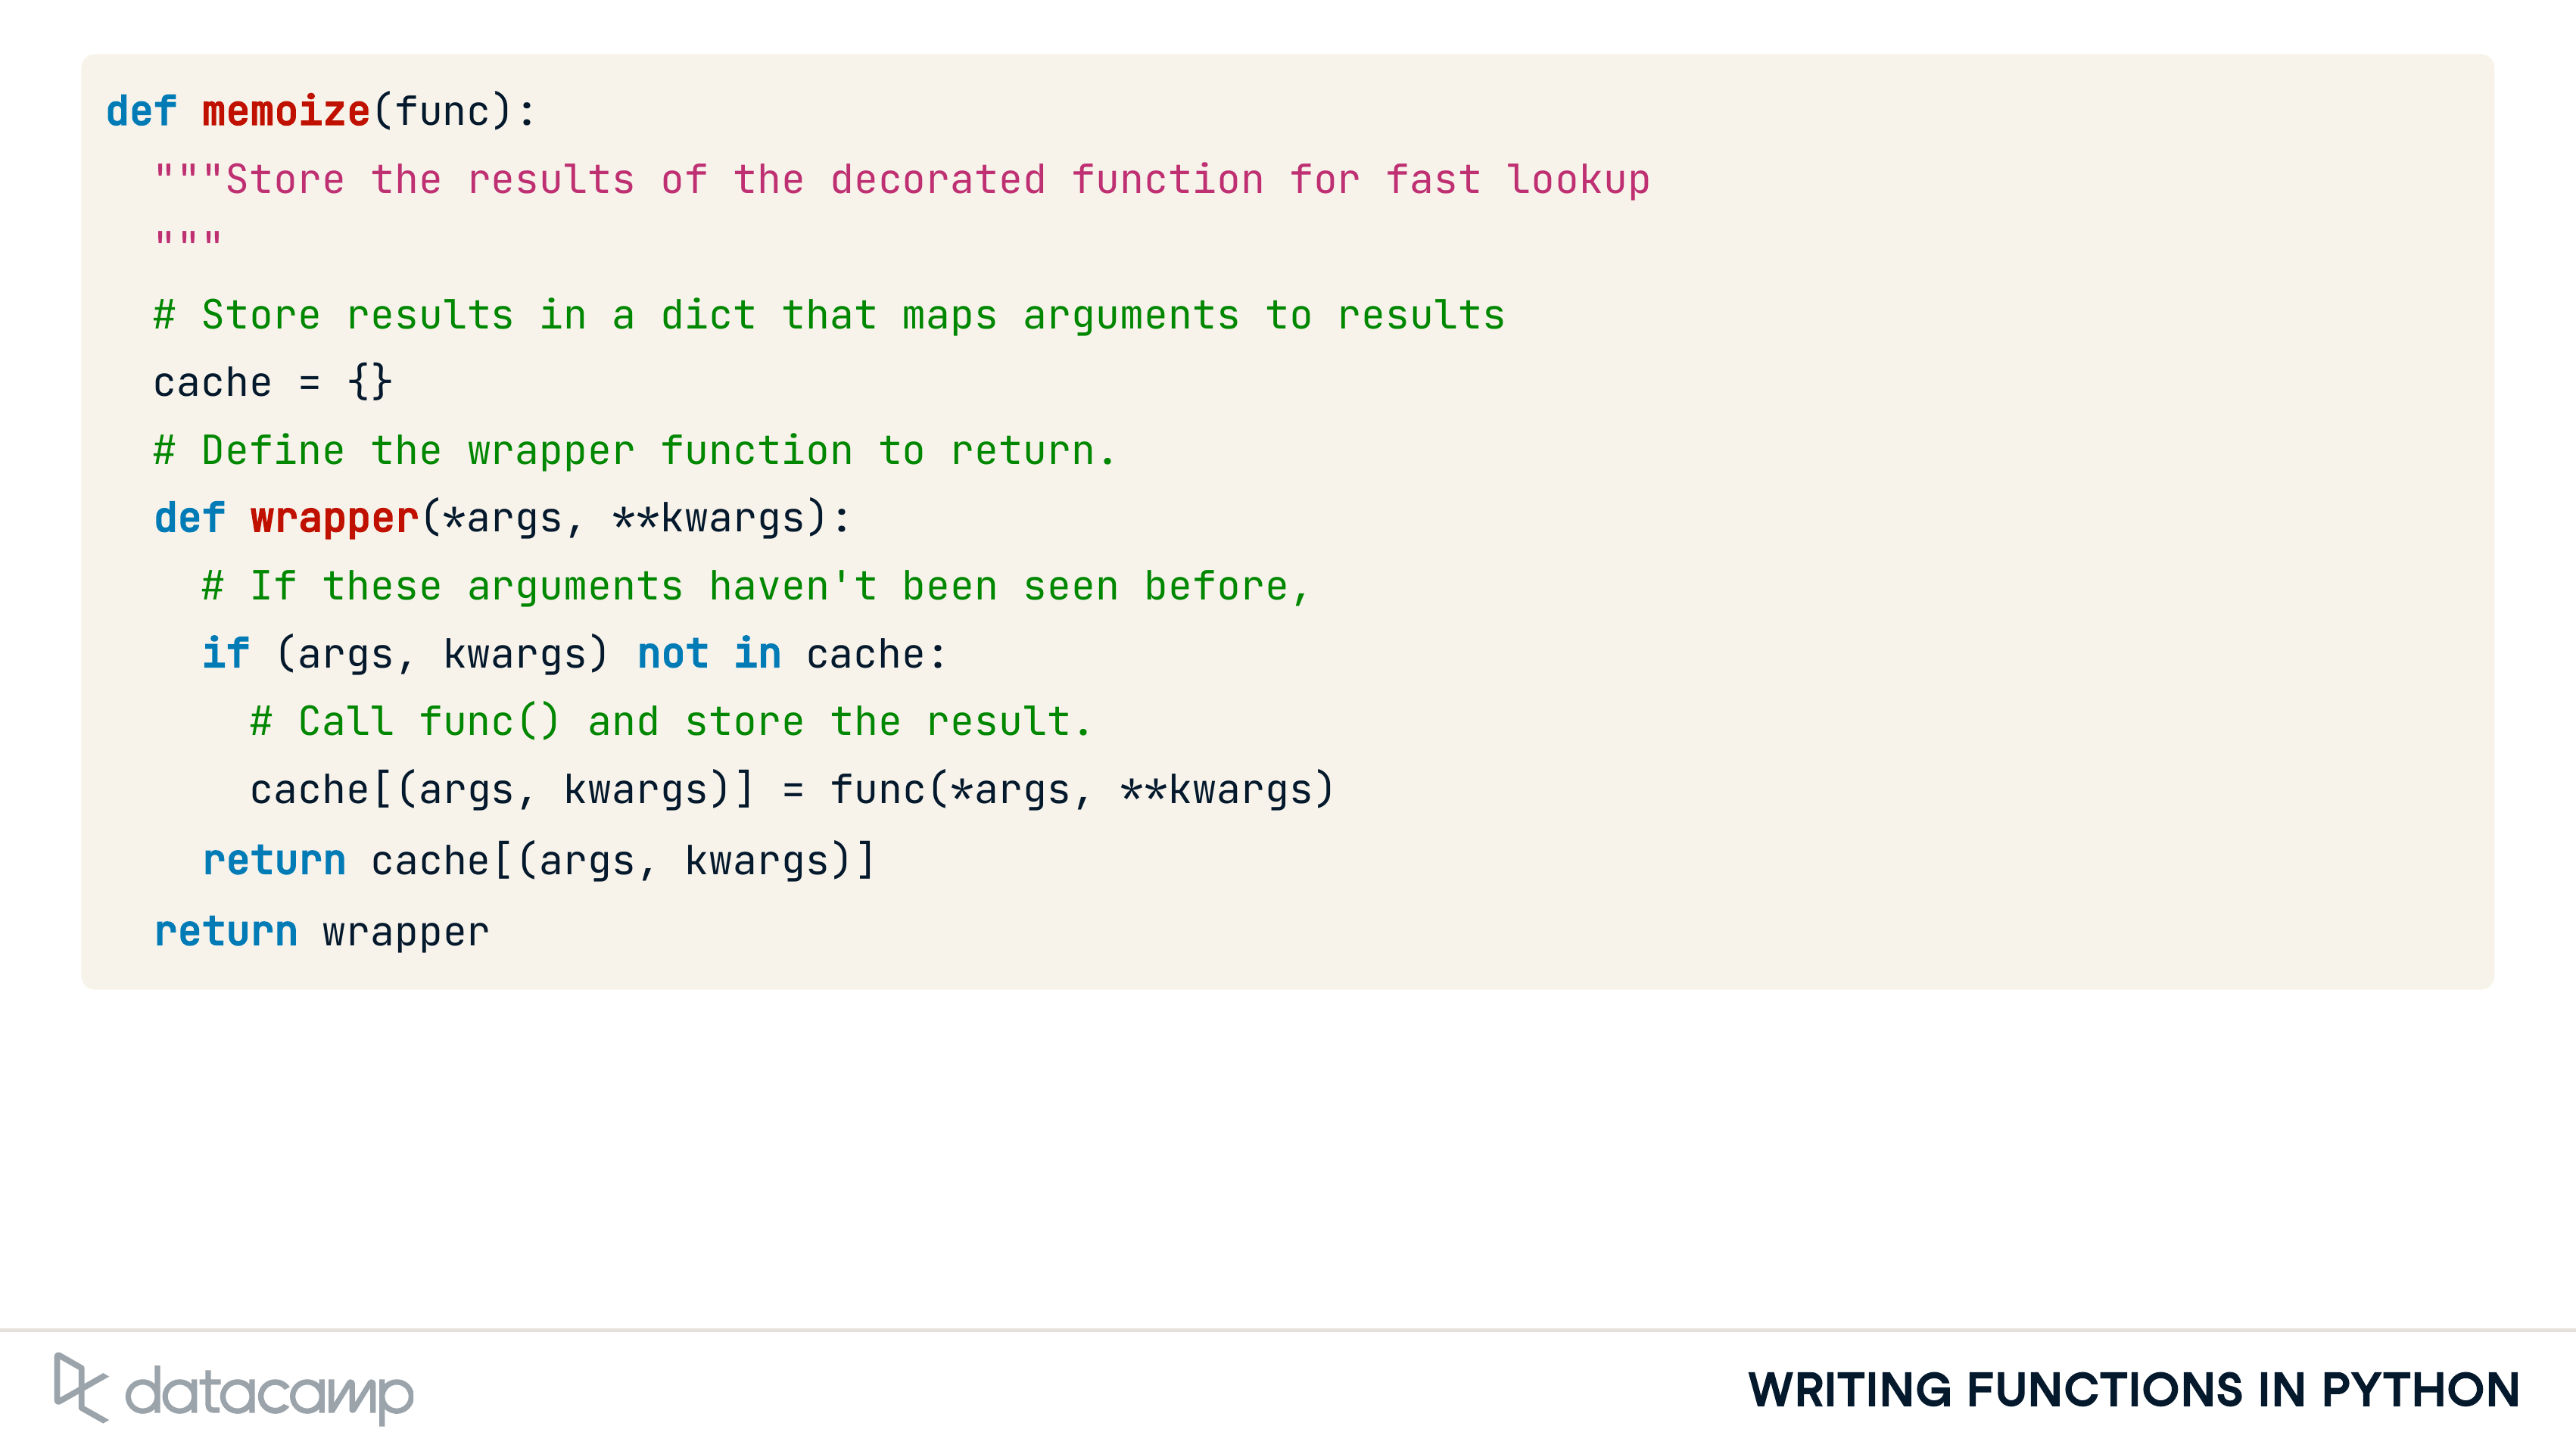 def memoize(func):
  """Store the results of the decorated function for fast lookup
  """
  # Store results in a dict that maps arguments to results
  cache = {}
  # Define the wrapper function to return.
  def wrapper(*args, **kwargs):
    # If these arguments haven't been seen before,
    if (args, kwargs) not in cache:
      # Call func() and store the result.
      cache[(args, kwargs)] = func(*args, **kwargs)
    return cache[(args, kwargs)]
  return wrapper
datacamp
WRITING FUNCTIONS IN PYTHON